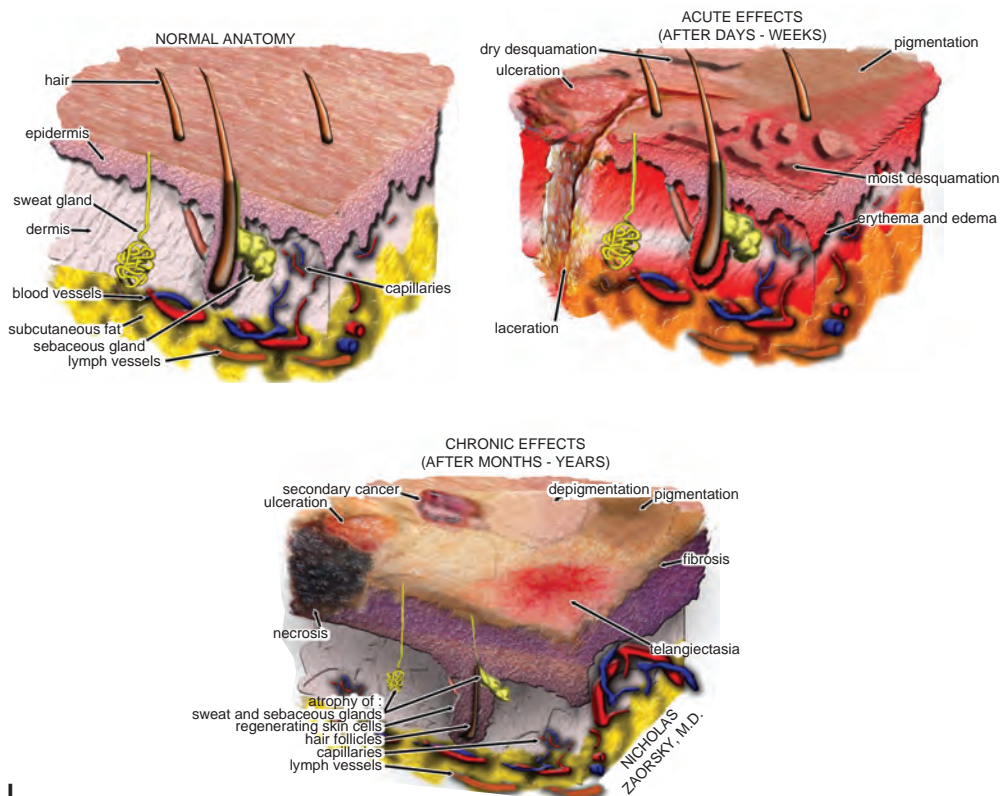 NORMAL ANATOMY
hair
epidermis
sweat gland
dermis
blood vessels
subcutaneous fat
sebaceous gland
lymph vessels
capillaries
ACUTE EFFECTS
(AFTER DAYS - WEEKS)
dry desquamation
ulceration
pigmentation
moist desquamation
erythema and edema
laceration
CHRONIC EFFECTS
(AFTER MONTHS - YEARS)
secondary cancer
ulceration
depigmentation
pigmentation
fibrosis
necrosis
telangiectasia
atrophy of :
sweat and sebaceous glands
regenerating skin cells
hair follicles
capillaries
lymph vessels
NICHOLAS
ZAORSKY, M.D.